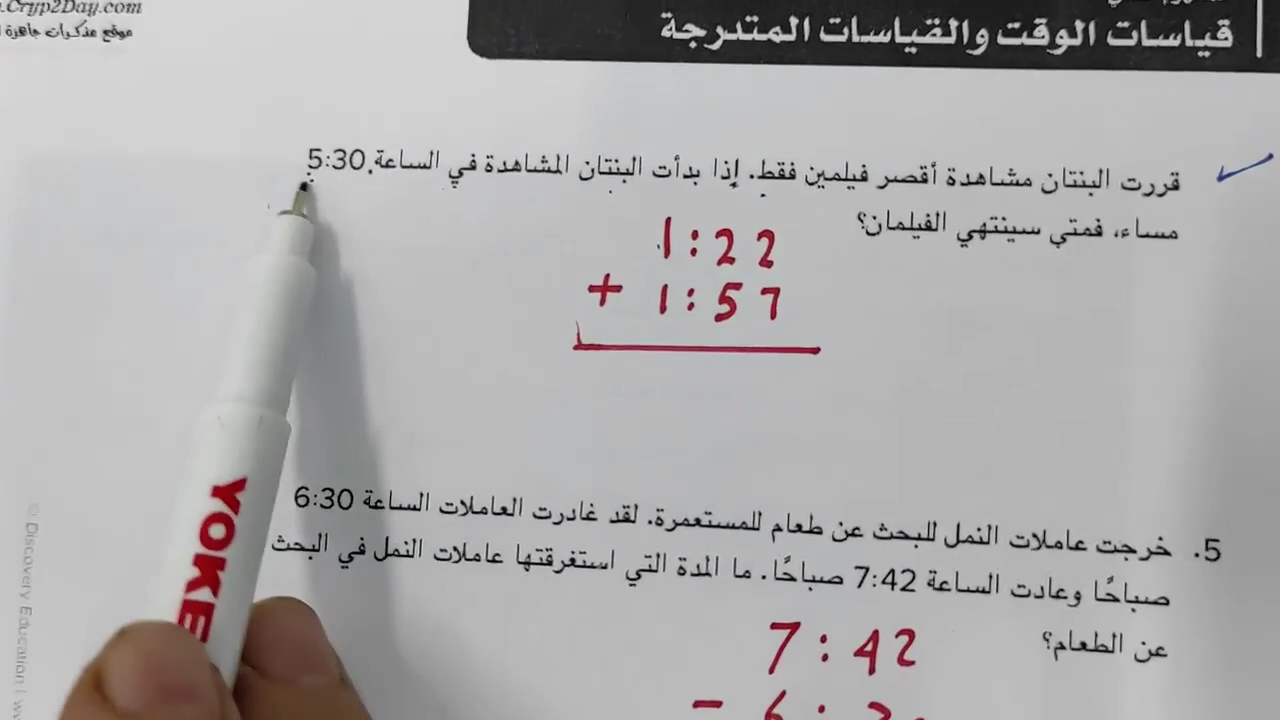 .Cryp2Day.com
موقع مذكرات جاهزة
قياسات الوقت والقياسات المتدرجة
قررت البنتان مشاهدة أقصر فيلمين فقط. إذا بدأت البنتان المشاهدة في الساعة 5:30
مساء، فمتي سينتهي الفيلمان؟
1:22
+ 1:57
5. خرجت عاملات النمل للبحث عن طعام للمستعمرة. لقد غادرت العاملات الساعة 6:30
صباحًا وعادت الساعة 7:42 صباحًا. ما المدة التي استغرقتها عاملات النمل في البحث
عن الطعام؟
7:42
- 6:3
© Discovery Education |
YOKE